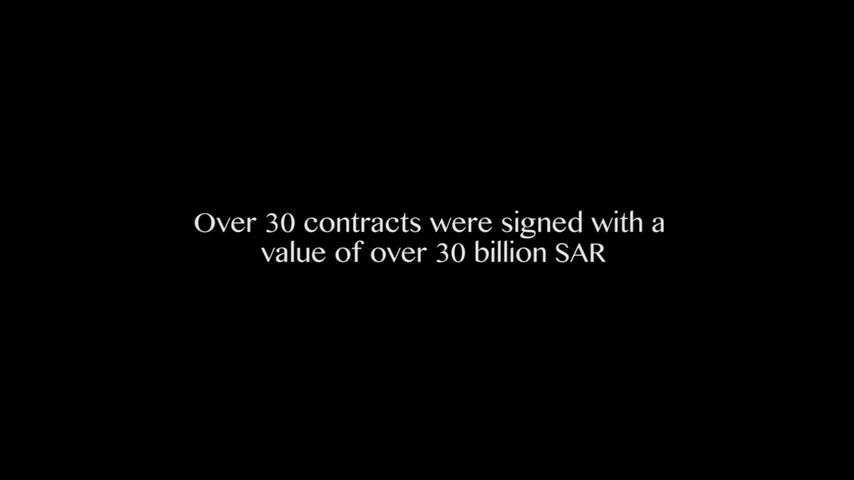 Over 30 contracts were signed with a
value of over 30 billion SAR